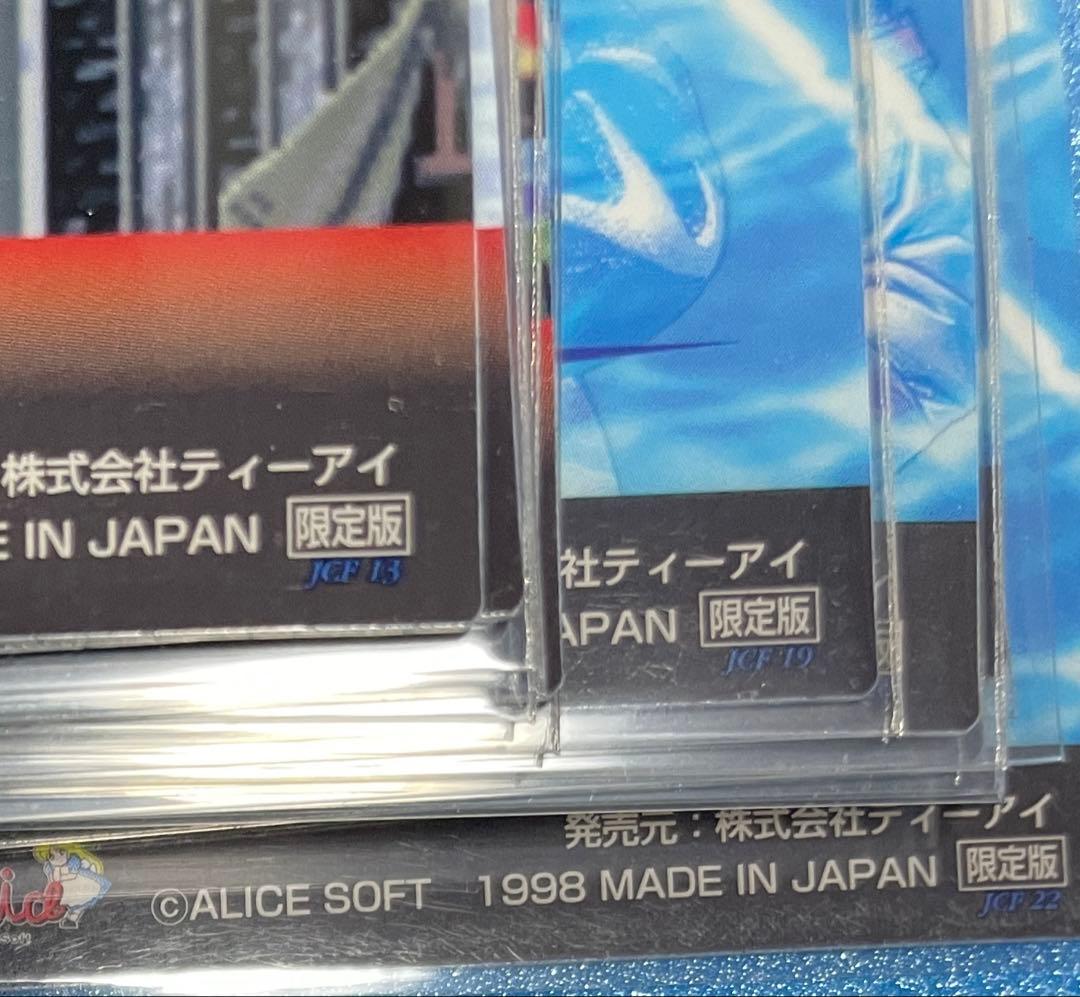 株式会社ティーアイ
E IN JAPAN 限定版
JCF 13
社ティーアイ
APAN 限定版
JCF 19
発売元：株式会社ティーアイ
©ALICE SOFT 1998 MADE IN JAPAN 限定版
JCF 22